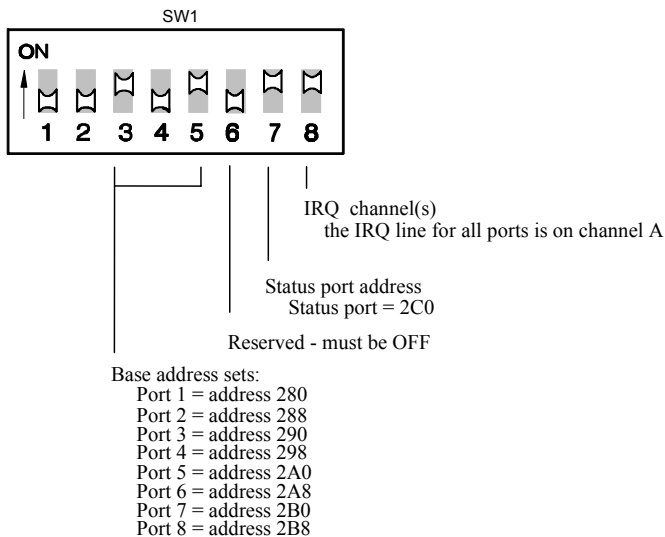 SW1
ON
1 2 3 4 5 6 7 8
IRQ channel(s)
the IRQ line for all ports is on channel A
Status port address
Status port = 2C0
Reserved - must be OFF
Base address sets:
Port 1 = address 280
Port 2 = address 288
Port 3 = address 290
Port 4 = address 298
Port 5 = address 2A0
Port 6 = address 2A8
Port 7 = address 2B0
Port 8 = address 2B8